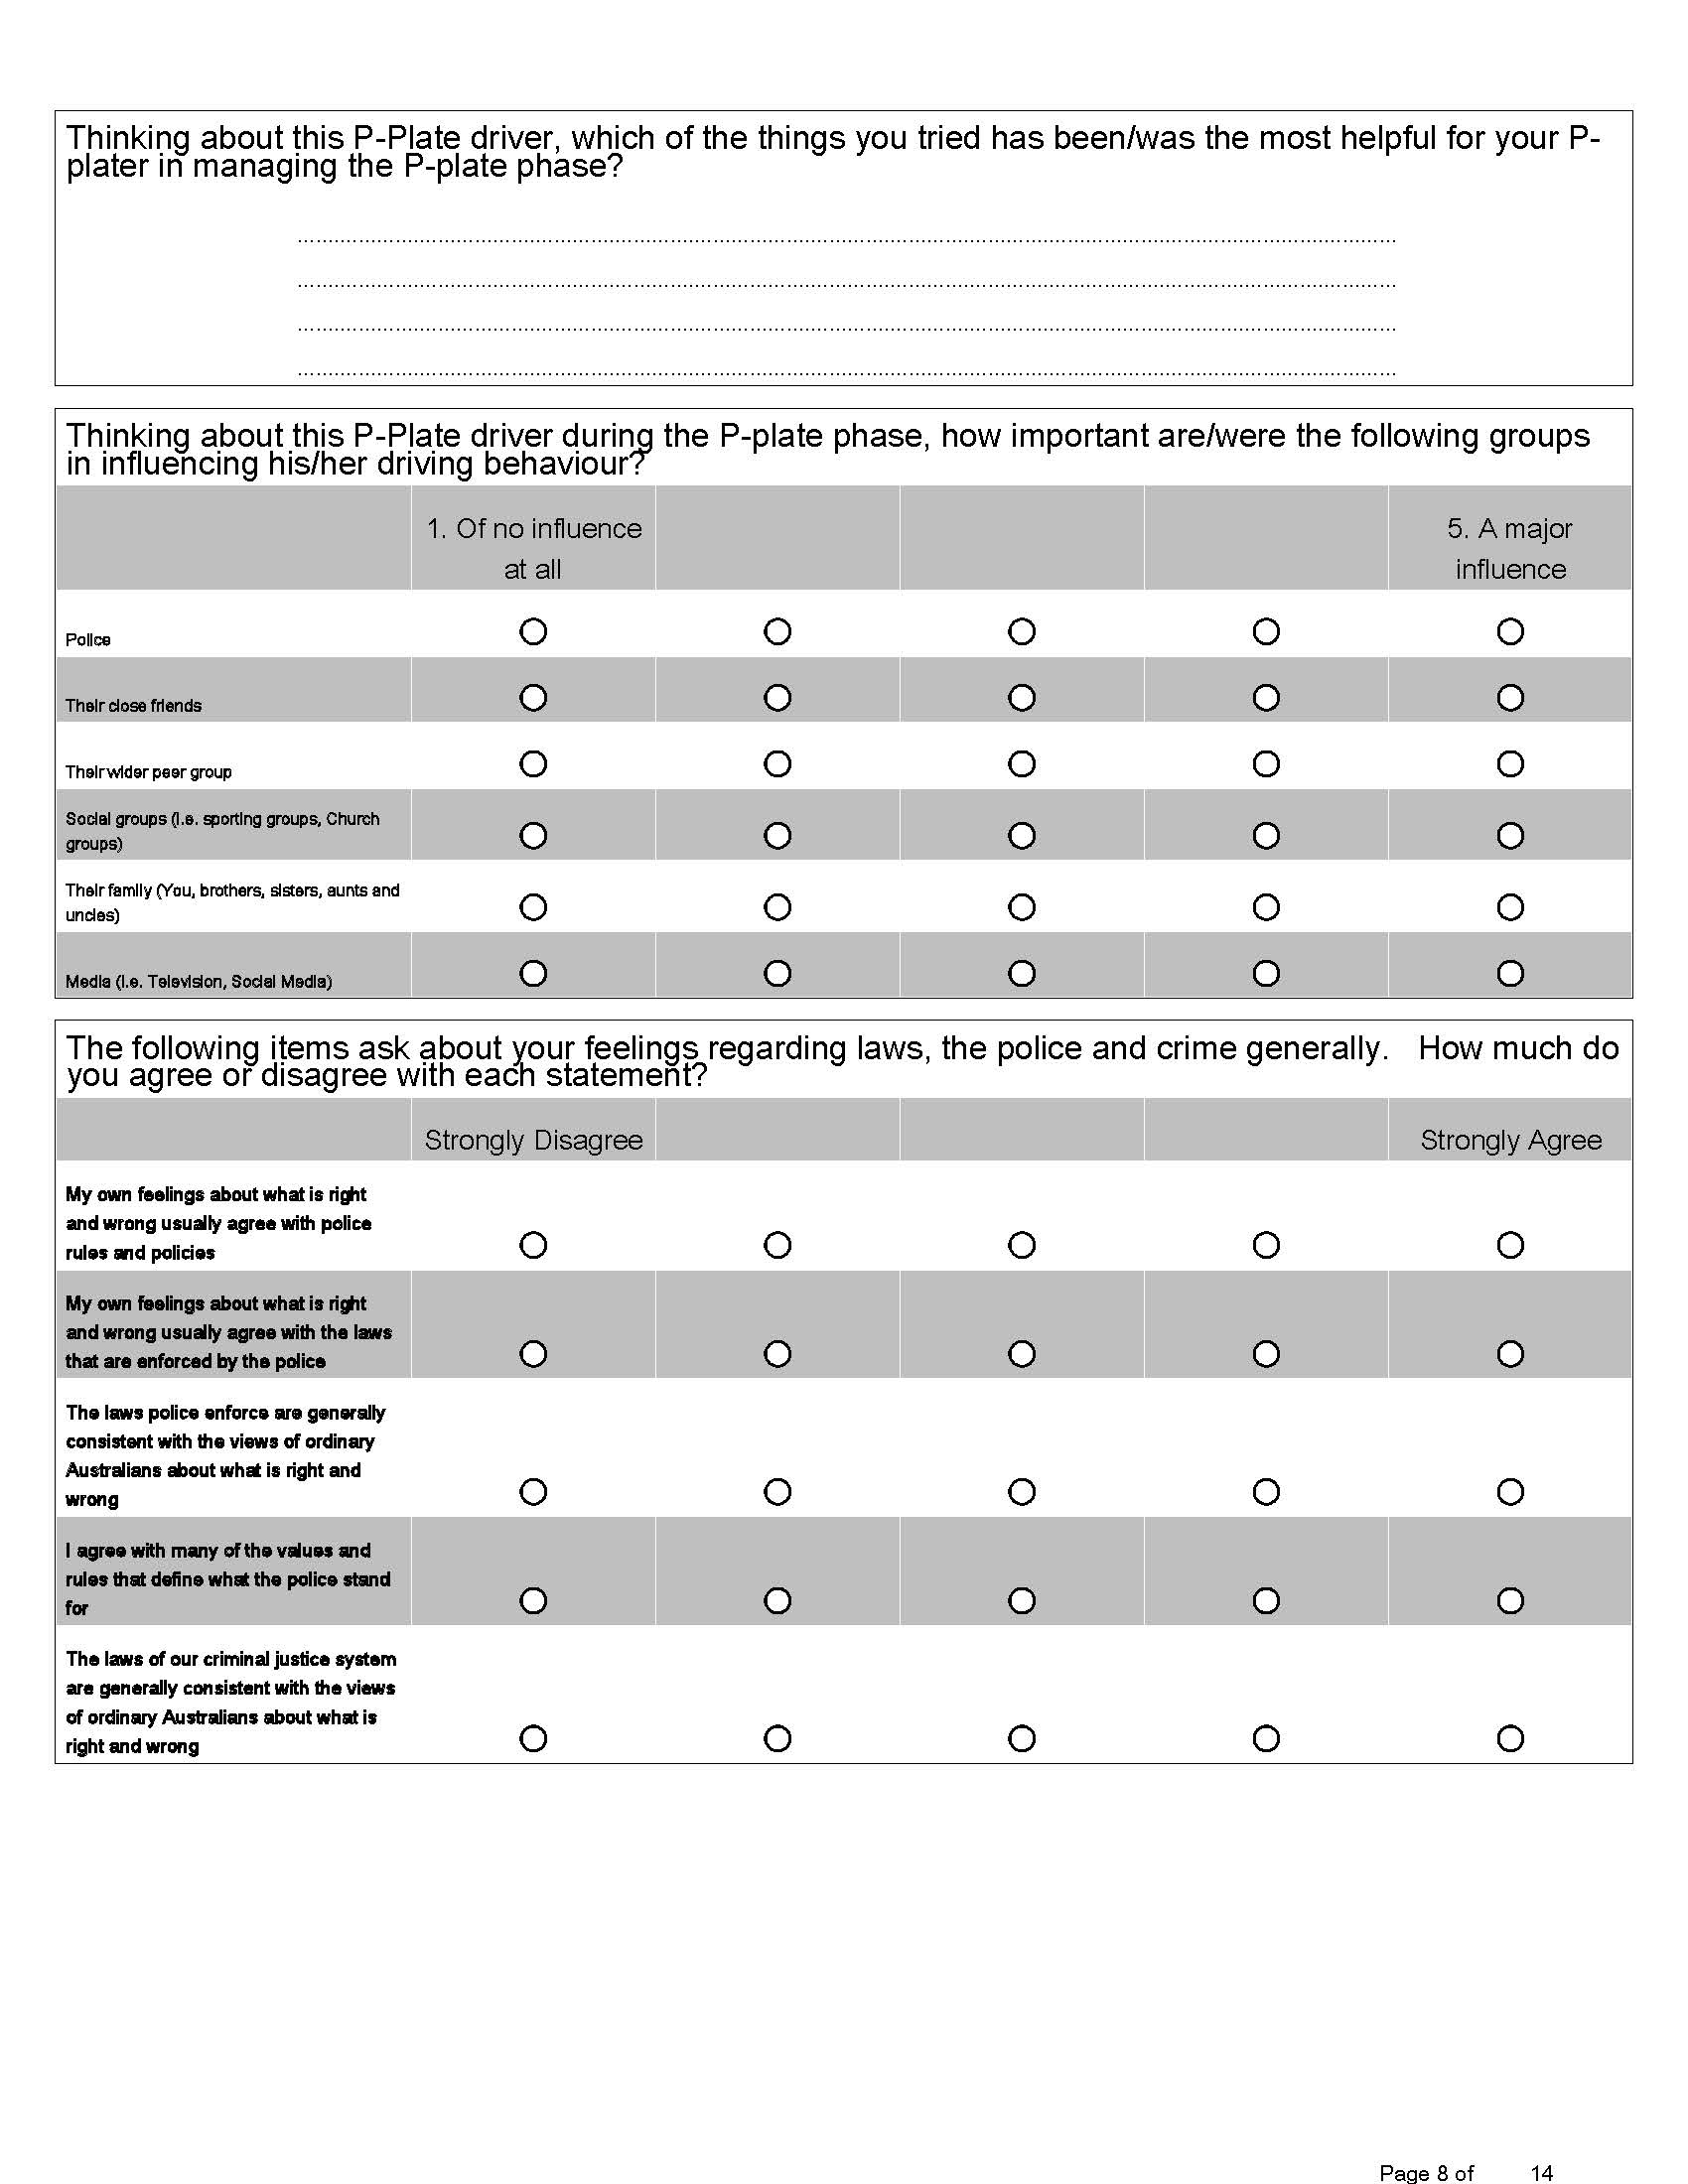 Thinking about this P-Plate driver, which of the things you tried has been/was the most helpful for your P-
plater in managing the P-plate phase?
Thinking about this P-Plate driver during the P-plate phase, how important are/were the following groups
in influencing his/her driving behaviour?
1. Of no influence
at all
5. A major
influence
Police
Their close friends
Their wider peer group
Social groups (i.e. sporting groups, Church
groups)
Their family (You, brothers, sisters, aunts and
uncles)
Media (i.e. Television, Social Media)
The following items ask about your feelings regarding laws, the police and crime generally.   How much do
you agree or disagree with each statement?
Strongly Disagree
Strongly Agree
My own feelings about what is right
and wrong usually agree with police
rules and policies
My own feelings about what is right
and wrong usually agree with the laws
that are enforced by the police
The laws police enforce are generally
consistent with the views of ordinary
Australians about what is right and
wrong
I agree with many of the values and
rules that define what the police stand
for
The laws of our criminal justice system
are generally consistent with the views
of ordinary Australians about what is
right and wrong
Page 8 of 14